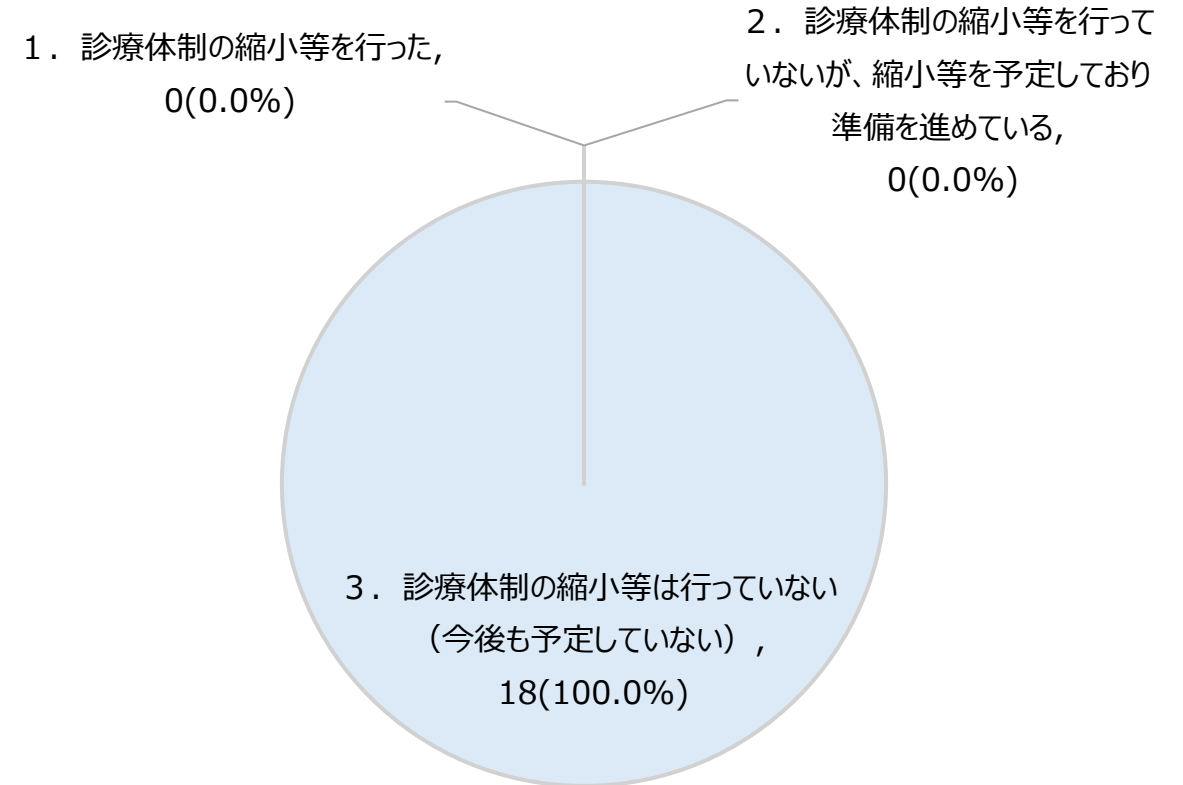 １．診療体制の縮小等を行った,
0(0.0%)
２．診療体制の縮小等を行って
いないが、縮小等を予定しており
準備を進めている,
0(0.0%)
３．診療体制の縮小等は行っていない
（今後も予定していない）,
18(100.0%)